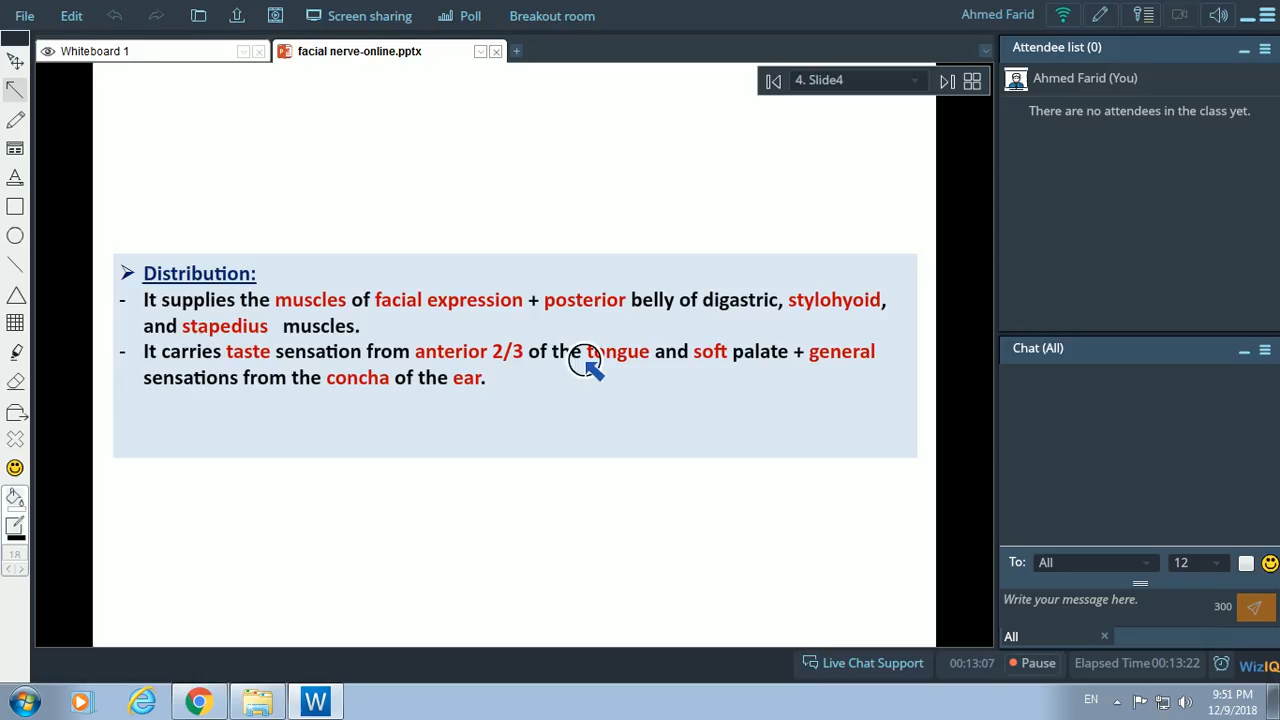 File Edit Screen sharing Poll Breakout room Ahmed Farid
Whiteboard 1 facial nerve-online.pptx +
Attendee list (0)
4. Slide4
Ahmed Farid (You)
There are no attendees in the class yet.
Distribution:
- It supplies the muscles of facial expression + posterior belly of digastric, stylohyoid,
and stapedius muscles.
- It carries taste sensation from anterior 2/3 of the tongue and soft palate + general
sensations from the concha of the ear.
Chat (All)
To: All 12
Write your message here. 300
All
Live Chat Support 00:13:07 Pause Elapsed Time 00:13:22 WizIQ
EN 9:51 PM
12/9/2018